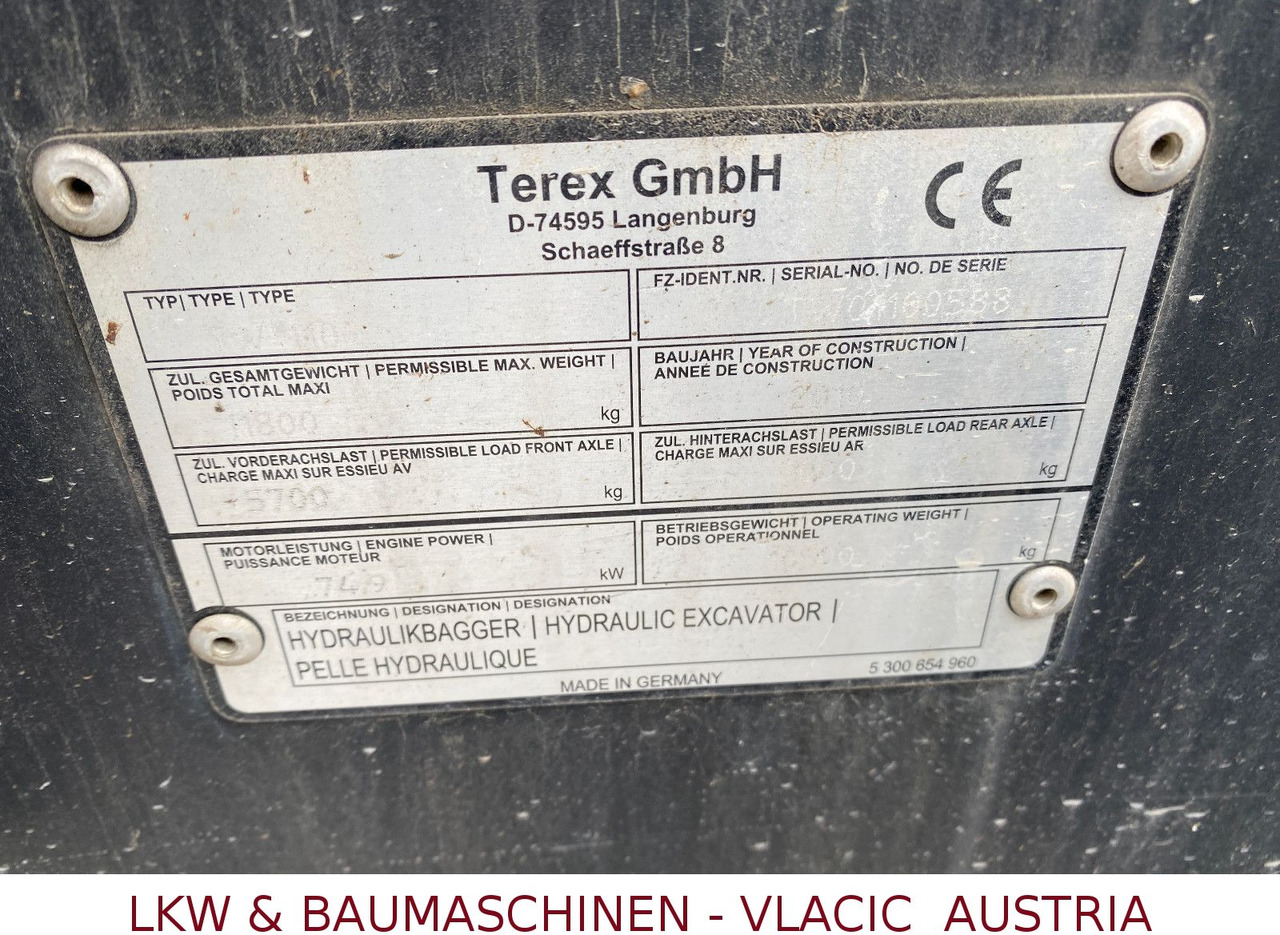 Terex GmbH
D-74595 Langenburg
Schaeffstraße 8
CE
TYP| TYPE | TYPE
FZ-IDENT.NR. | SERIAL-NO. | NO. DE SERIE
ZUL. GESAMTGEWICHT | PERMISSIBLE MAX. WEIGHT |
POIDS TOTAL MAXI
kg
BAUJAHR | YEAR OF CONSTRUCTION |
ANNEÉ DE CONSTRUCTION
ZUL. VORDERACHSLAST | PERMISSIBLE LOAD FRONT AXLE |
CHARGE MAXI SUR ESSIEU AV
5700 kg
ZUL. HINTERACHSLAST | PERMISSIBLE LOAD REAR AXLE |
CHARGE MAXI SUR ESSIEU AR
kg
MOTORLEISTUNG | ENGINE POWER |
PUISSANCE MOTEUR
74,9 kW
BETRIEBSGEWICHT | OPERATING WEIGHT |
POIDS OPERATIONNEL
kg
BEZEICHNUNG | DESIGNATION | DESIGNATION
HYDRAULIKBAGGER | HYDRAULIC EXCAVATOR |
PELLE HYDRAULIQUE
MADE IN GERMANY
5 300 654 960
LKW & BAUMASCHINEN - VLACIC AUSTRIA